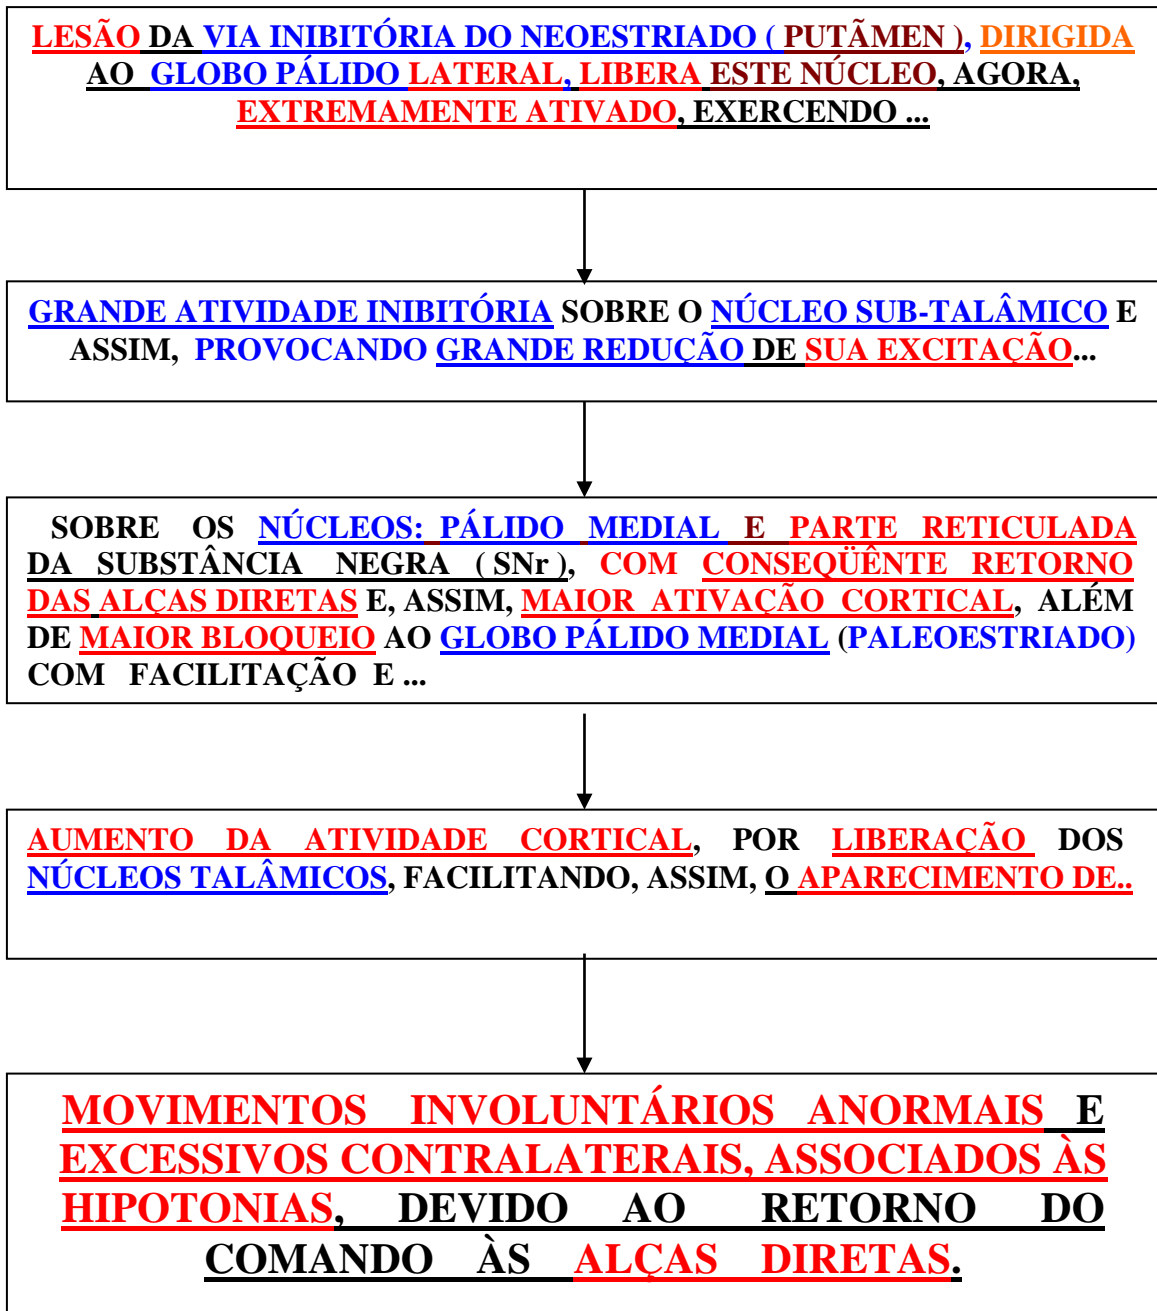 LESÃO DA VIA INIBITÓRIA DO NEOESTRIADO ( PUTÃMEN ), DIRIGIDA
AO GLOBO PÁLIDO LATERAL, LIBERA ESTE NÚCLEO, AGORA,
EXTREMAMENTE ATIVADO, EXERCENDO ...
GRANDE ATIVIDADE INIBITÓRIA SOBRE O NÚCLEO SUB-TALÂMICO E
ASSIM, PROVOCANDO GRANDE REDUÇÃO DE SUA EXCITAÇÃO...
SOBRE OS NÚCLEOS: PÁLIDO MEDIAL E PARTE RETICULADA
DA SUBSTÂNCIA NEGRA ( SNr ), COM CONSEQÜÊNTE RETORNO
DAS ALÇAS DIRETAS E, ASSIM, MAIOR ATIVAÇÃO CORTICAL, ALÉM
DE MAIOR BLOQUEIO AO GLOBO PÁLIDO MEDIAL (PALEOESTRIADO)
COM FACILITAÇÃO E ...
AUMENTO DA ATIVIDADE CORTICAL, POR LIBERAÇÃO DOS
NÚCLEOS TALÂMICOS, FACILITANDO, ASSIM, O APARECIMENTO DE..
MOVIMENTOS INVOLUNTÁRIOS ANORMAIS E
EXCESSIVOS CONTRALATERAIS, ASSOCIADOS ÀS
HIPOTONIAS, DEVIDO AO RETORNO DO
COMANDO ÀS ALÇAS DIRETAS.